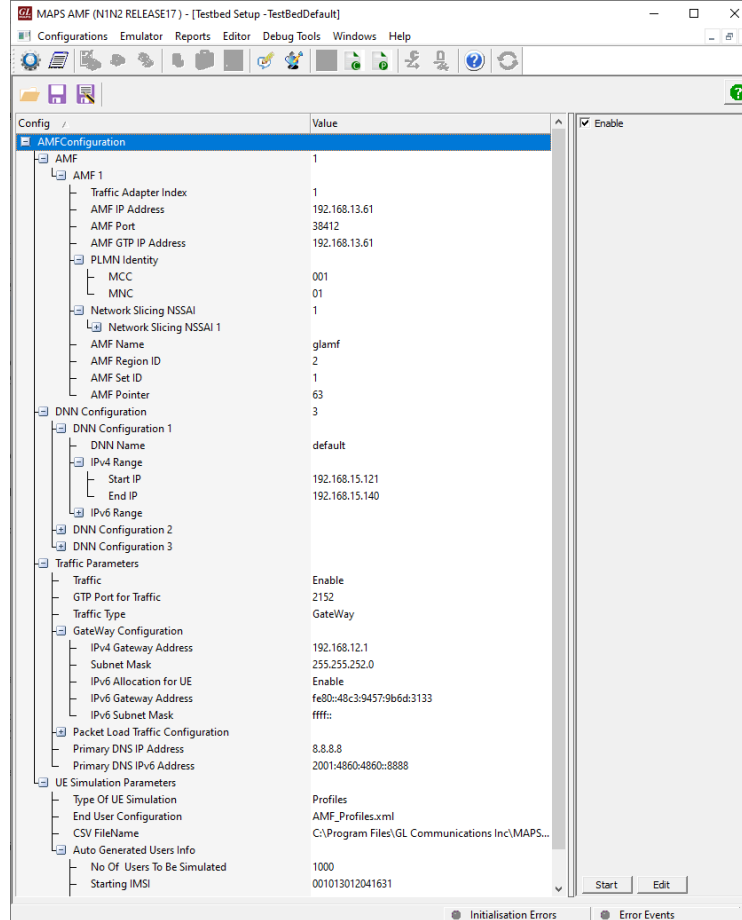 GL MAPS AMF (N1N2 RELEASE17 ) - [Testbed Setup -TestBedDefault]
Configurations Emulator Reports Editor Debug Tools Windows Help
Config Value
Enable
AMFConfiguration
AMF 1
AMF 1
Traffic Adapter Index 1
AMF IP Address 192.168.13.61
AMF Port 38412
AMF GTP IP Address 192.168.13.61
PLMN Identity
MCC 001
MNC 01
Network Slicing NSSAI 1
Network Slicing NSSAI 1
AMF Name glamf
AMF Region ID 2
AMF Set ID 1
AMF Pointer 63
DNN Configuration 3
DNN Configuration 1
DNN Name default
IPv4 Range
Start IP 192.168.15.121
End IP 192.168.15.140
IPv6 Range
DNN Configuration 2
DNN Configuration 3
Traffic Parameters
Traffic Enable
GTP Port for Traffic 2152
Traffic Type GateWay
GateWay Configuration
IPv4 Gateway Address 192.168.12.1
Subnet Mask 255.255.252.0
IPv6 Allocation for UE Enable
IPv6 Gateway Address fe80::48c3:9457:9b6d:3133
IPv6 Subnet Mask ffff::
Packet Load Traffic Configuration
Primary DNS IP Address 8.8.8.8
Primary DNS IPv6 Address 2001:4860:4860::8888
UE Simulation Parameters
Type Of UE Simulation Profiles
End User Configuration AMF_Profiles.xml
CSV FileName C:\Program Files\GL Communications Inc\MAPS...
Auto Generated Users Info
No Of Users To Be Simulated 1000
Starting IMSI 001013012041631
Start Edit
Initialisation Errors Error Events